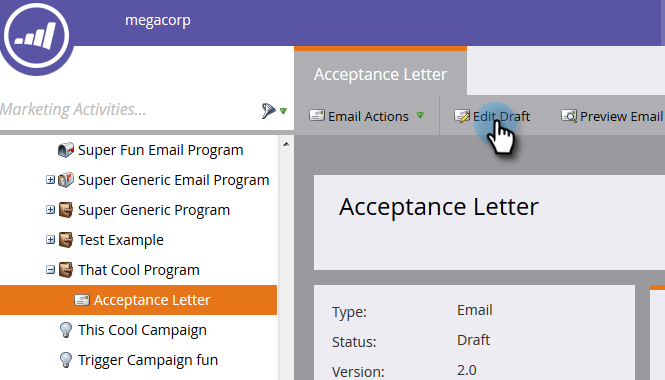 megacorp
Acceptance Letter
Marketing Activities...
Email Actions Edit Draft Preview Email
Super Fun Email Program
Super Generic Email Program
Super Generic Program
Test Example
That Cool Program
Acceptance Letter
This Cool Campaign
Trigger Campaign fun
Acceptance Letter
Type: Email
Status: Draft
Version: 2.0